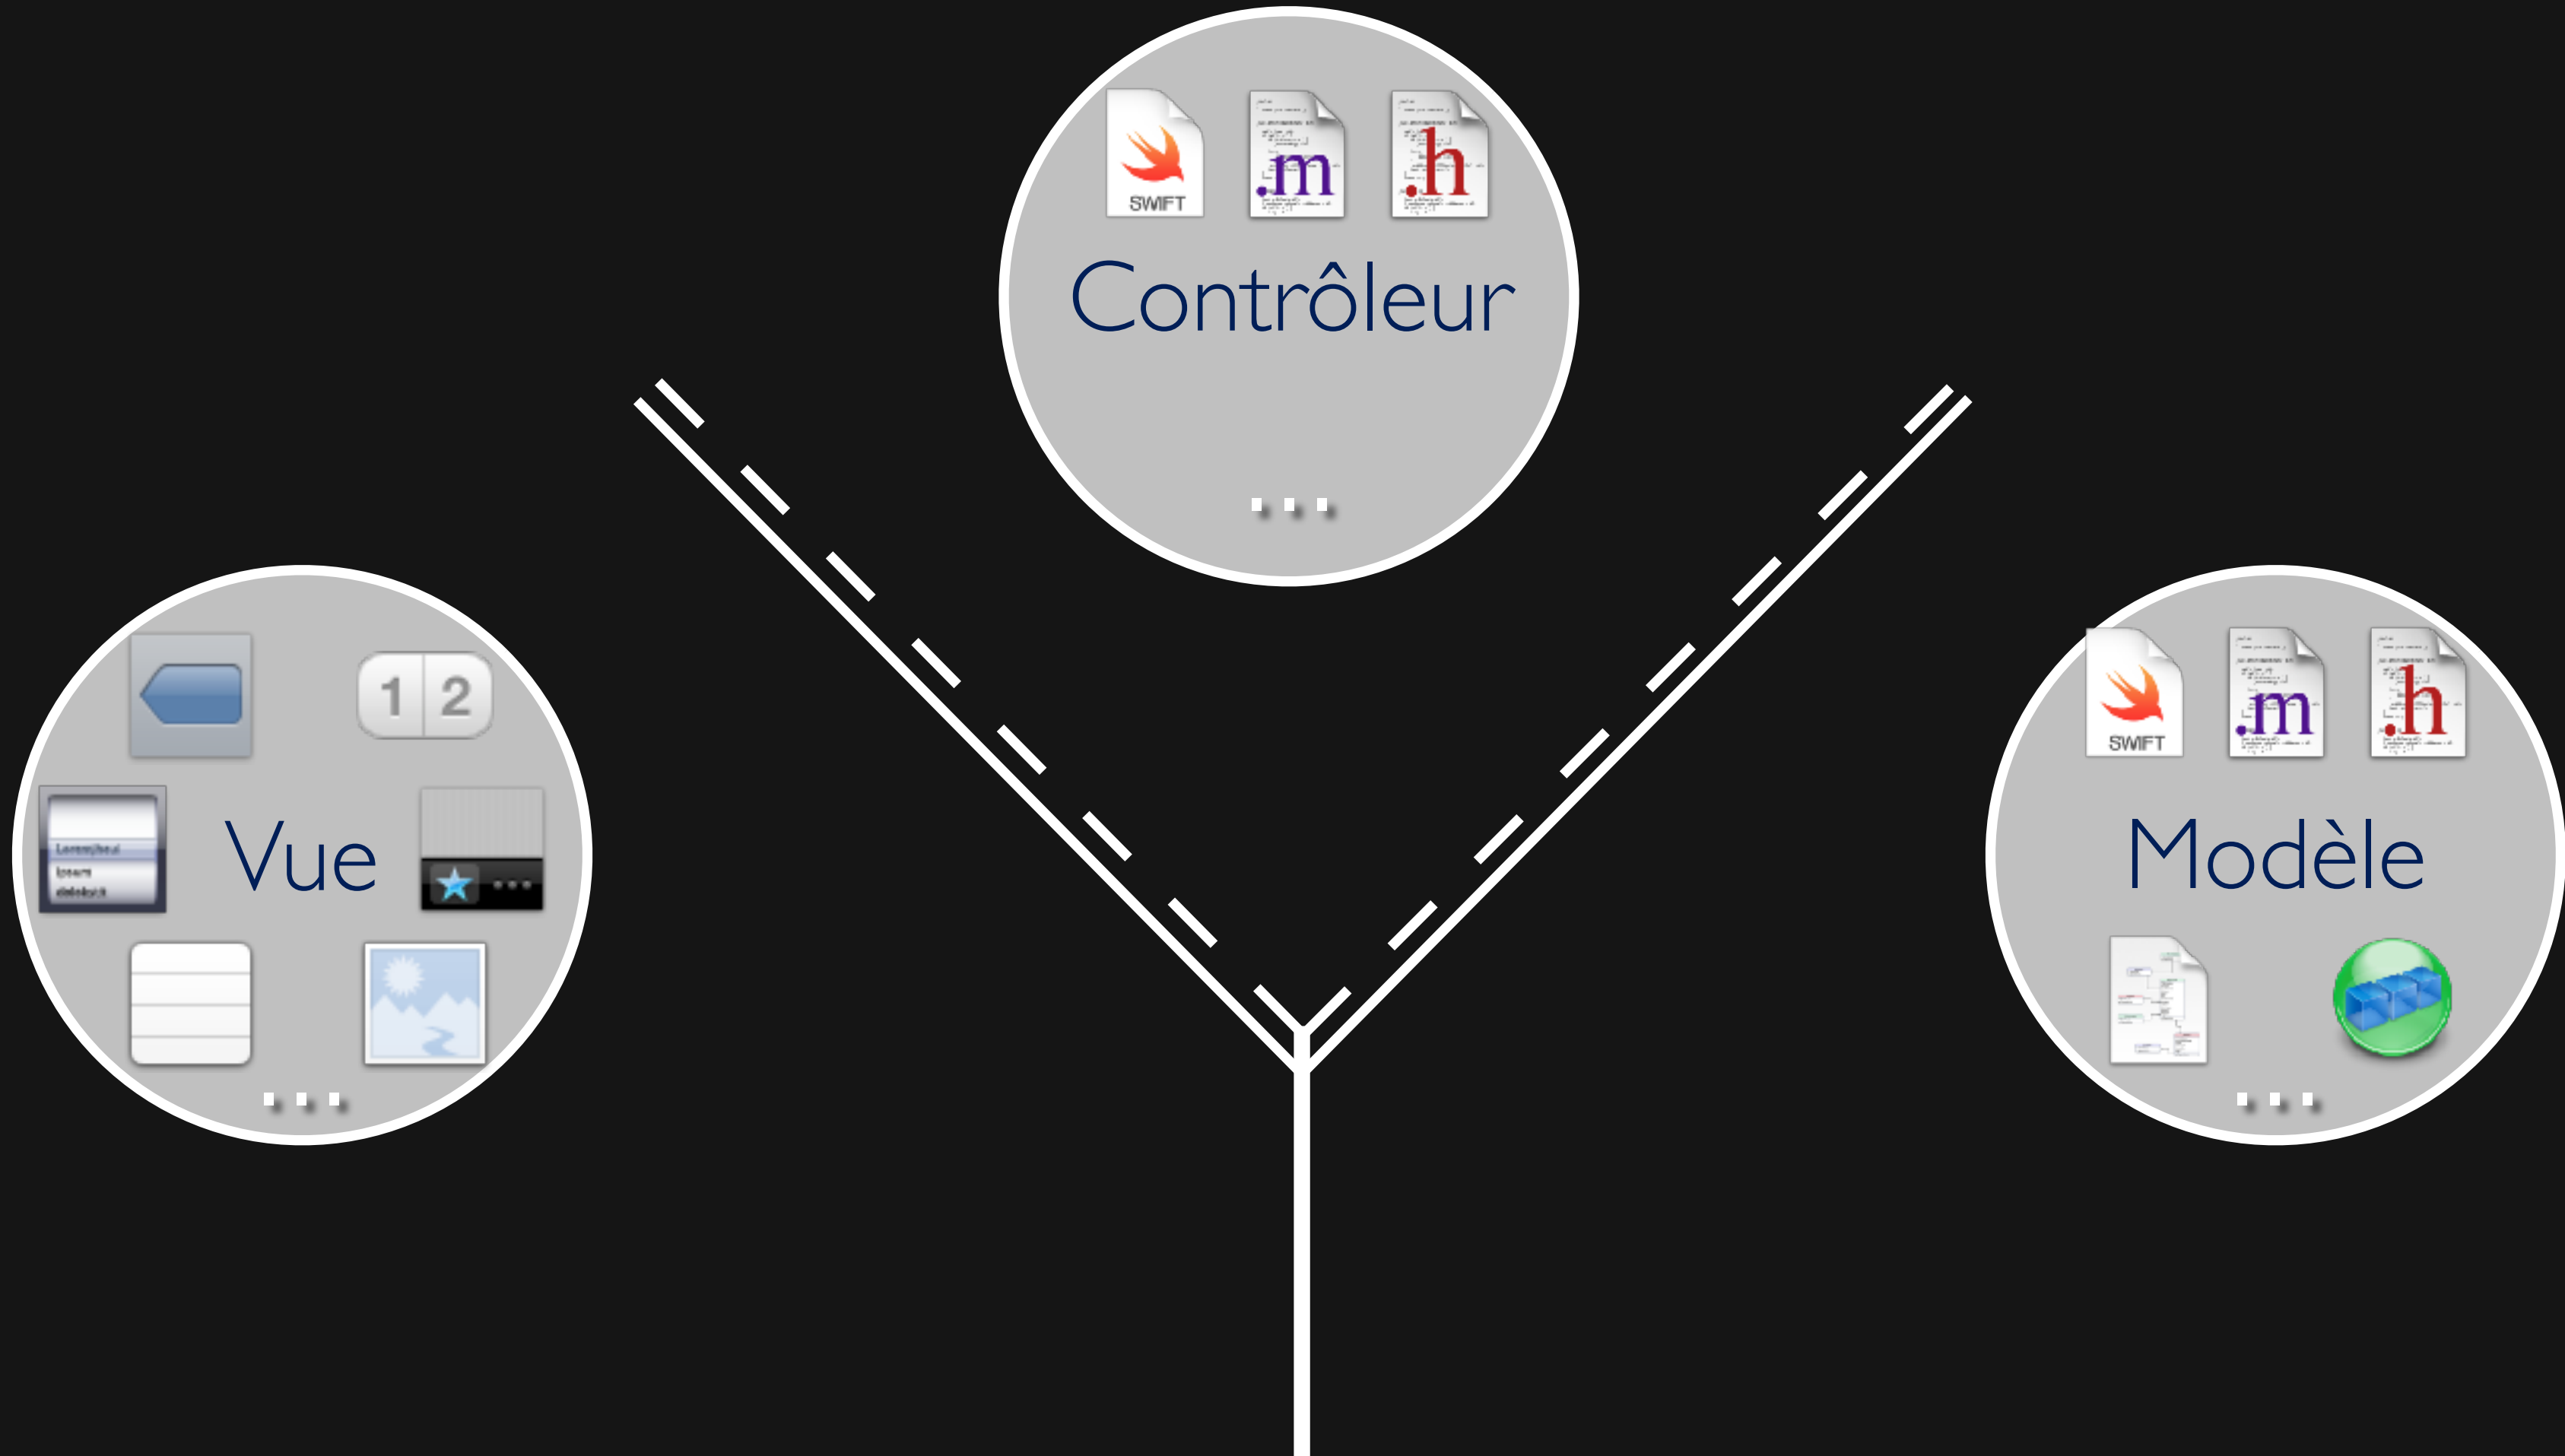 SWIFT .m .h
Contrôleur
...
1 2
Vue
...
SWIFT .m .h
Modèle
...